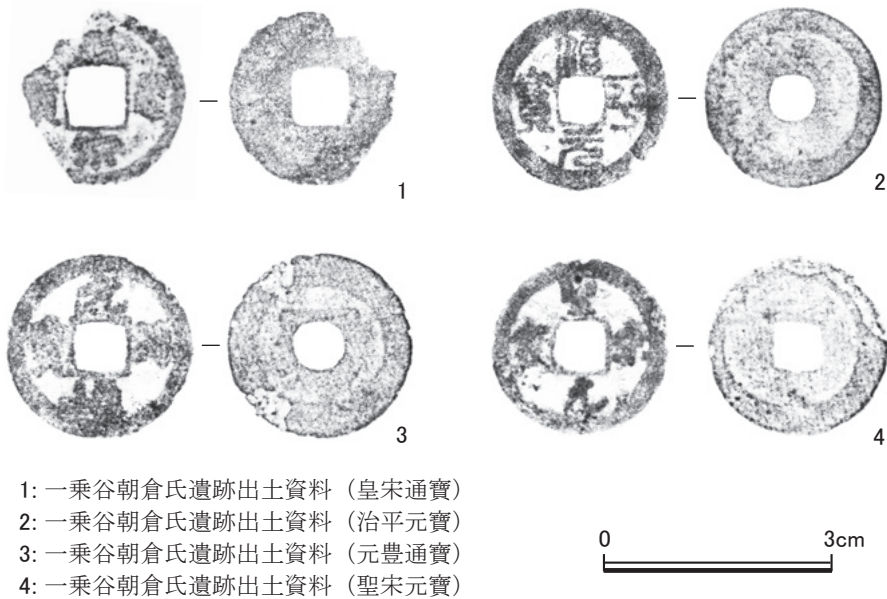 1
2
3
4
1: 一乗谷朝倉氏遺跡出土資料（皇宋通寶）
2: 一乗谷朝倉氏遺跡出土資料（治平元寶）
3: 一乗谷朝倉氏遺跡出土資料（元豊通寶）
4: 一乗谷朝倉氏遺跡出土資料（聖宋元寶）
0 3cm